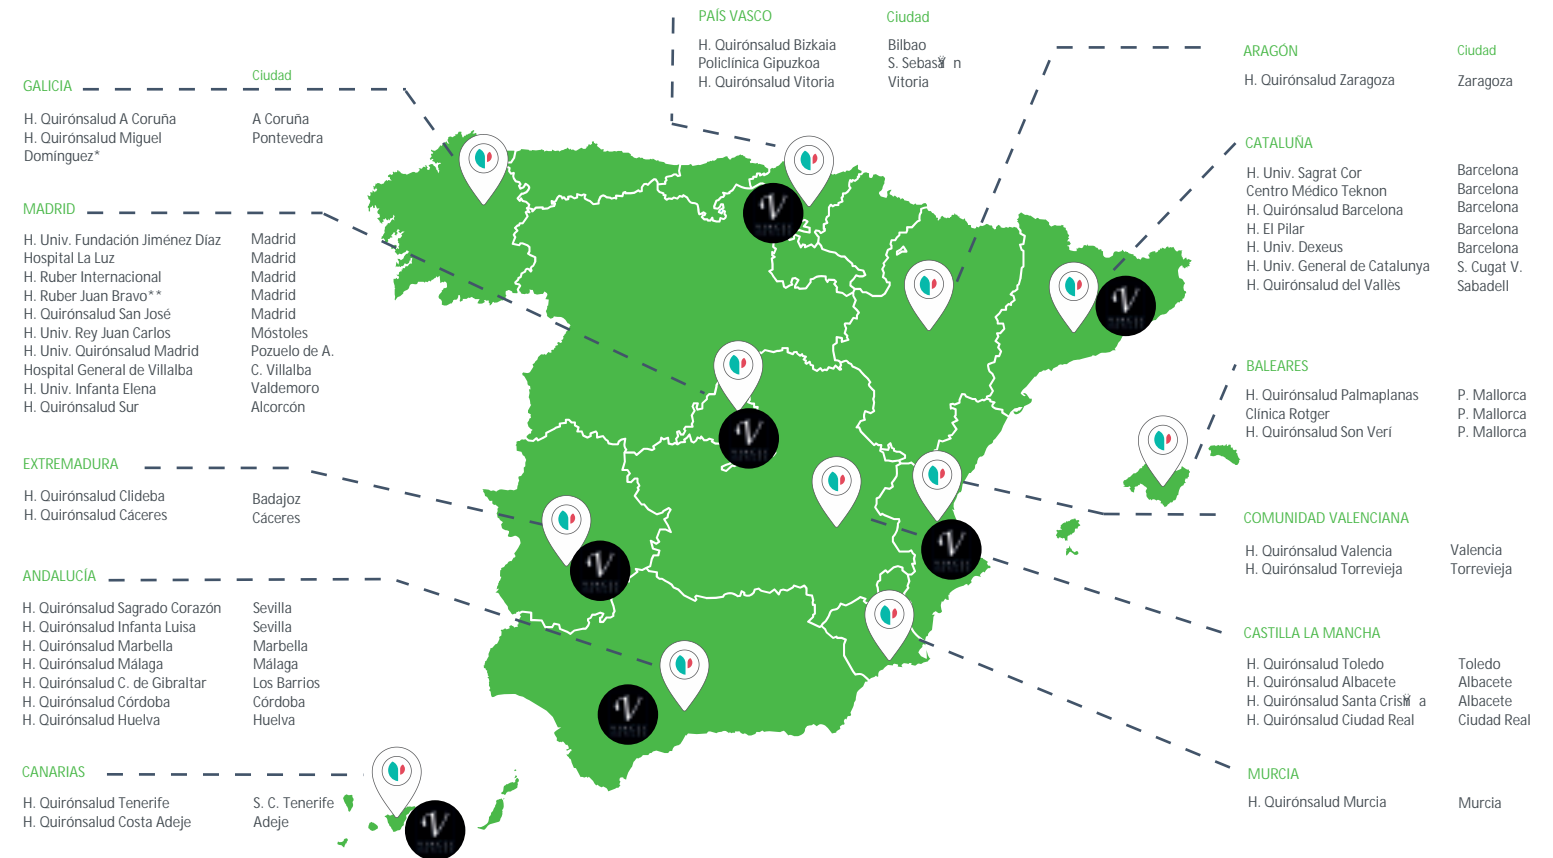 PAÍS VASCO Ciudad
H. Quirónsalud Bizkaia Bilbao
Policlínica Gipuzkoa S.
H. Quirónsalud Vitoria Vitoria
ARAGÓN Ciudad
H. Quirónsalud Zaragoza Zaragoza
GALICIA Ciudad
H. Quirónsalud A Coruña A Coruña
H. Quirónsalud Miguel Pontevedra
Domínguez*
CATALUÑA
H. Univ. Sagrat Cor Barcelona
Centro Médico Teknon Barcelona
H. Quirónsalud Barcelona Barcelona
H. El Pilar Barcelona
H. Univ. Dexeus Barcelona
H. Univ. General de Catalunya S. Cugat V.
H. Quirónsalud del Vallès Sabadell
MADRID
H. Univ. Fundación Jiménez Díaz Madrid
Hospital La Luz Madrid
H. Ruber Internacional Madrid
H. Ruber Juan Bravo** Madrid
H. Quirónsalud San José Madrid
H. Univ. Rey Juan Carlos Móstoles
H. Univ. Quirónsalud Madrid Pozuelo de A.
Hospital General de Villalba C. Villalba
H. Univ. Infanta Elena Valdemoro
H. Quirónsalud Sur Alcorcón
BALEARES
H. Quirónsalud Palmaplanas P. Mallorca
Clínica Rotger P. Mallorca
H. Quirónsalud Son Verí P. Mallorca
EXTREMADURA
H. Quirónsalud Clideba Badajoz
H. Quirónsalud Cáceres Cáceres
COMUNIDAD VALENCIANA
H. Quirónsalud Valencia Valencia
H. Quirónsalud Torrevieja Torrevieja
ANDALUCÍA
H. Quirónsalud Sagrado Corazón Sevilla
H. Quirónsalud Infanta Luisa Sevilla
H. Quirónsalud Marbella Marbella
H. Quirónsalud Málaga Málaga
H. Quirónsalud C. de Gibraltar Los Barrios
H. Quirónsalud Córdoba Córdoba
H. Quirónsalud Huelva Huelva
CASTILLA LA MANCHA
H. Quirónsalud Toledo Toledo
H. Quirónsalud Albacete Albacete
H. Quirónsalud Santa Albacete
H. Quirónsalud Ciudad Real Ciudad Real
CANARIAS
H. Quirónsalud Tenerife S. C. Tenerife
H. Quirónsalud Costa Adeje Adeje
MURCIA
H. Quirónsalud Murcia Murcia
V
V
V
V
V
V
V